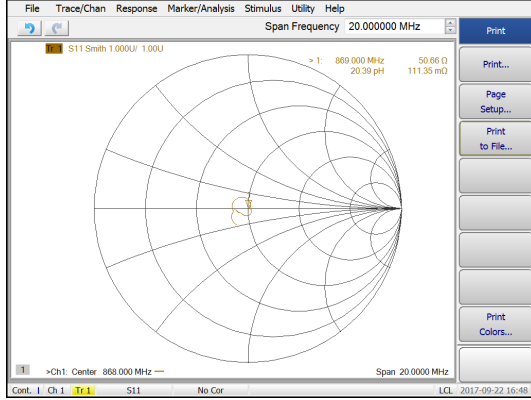 File Trace/Chan Response Marker/Analysis Stimulus Utility Help
Span Frequency 20.000000 MHz
Print
Tr 1 S11 Smith 1.000U/ 1.00U
> 1: 869.000 MHz 50.66 Ω
20.39 pH 111.35 mΩ
Print...
Page
Setup...
Print
to File...
Print
Colors...
1
1 >Ch1: Center 868.000 MHz Span 20.0000 MHz
Cont. Ch 1 Tr 1 S11 No Cor LCL 2017-09-22 16:48